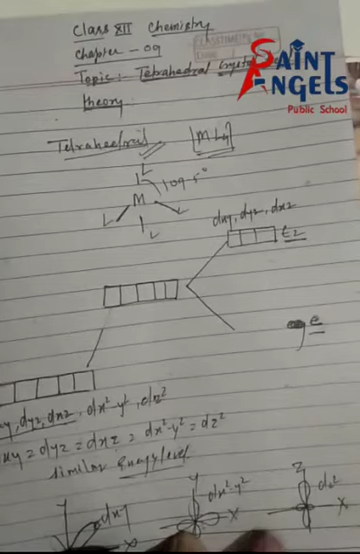 Class XII Chemistry
Chapter - 09
Topic: Tetrahedral Crystal
theory
SAINT
ANGELS
Public School
Tetrahedral [ML4]
L
109.5°
M
L L
L
dxy, dyz, dxz
t2
e
dyz, dxz, dx²-y², dz²
dxy = dyz = dxz = dx²-y² = dz²
Similar Energy level
Y Y Z
dxy dx²-y² dz²
X X X